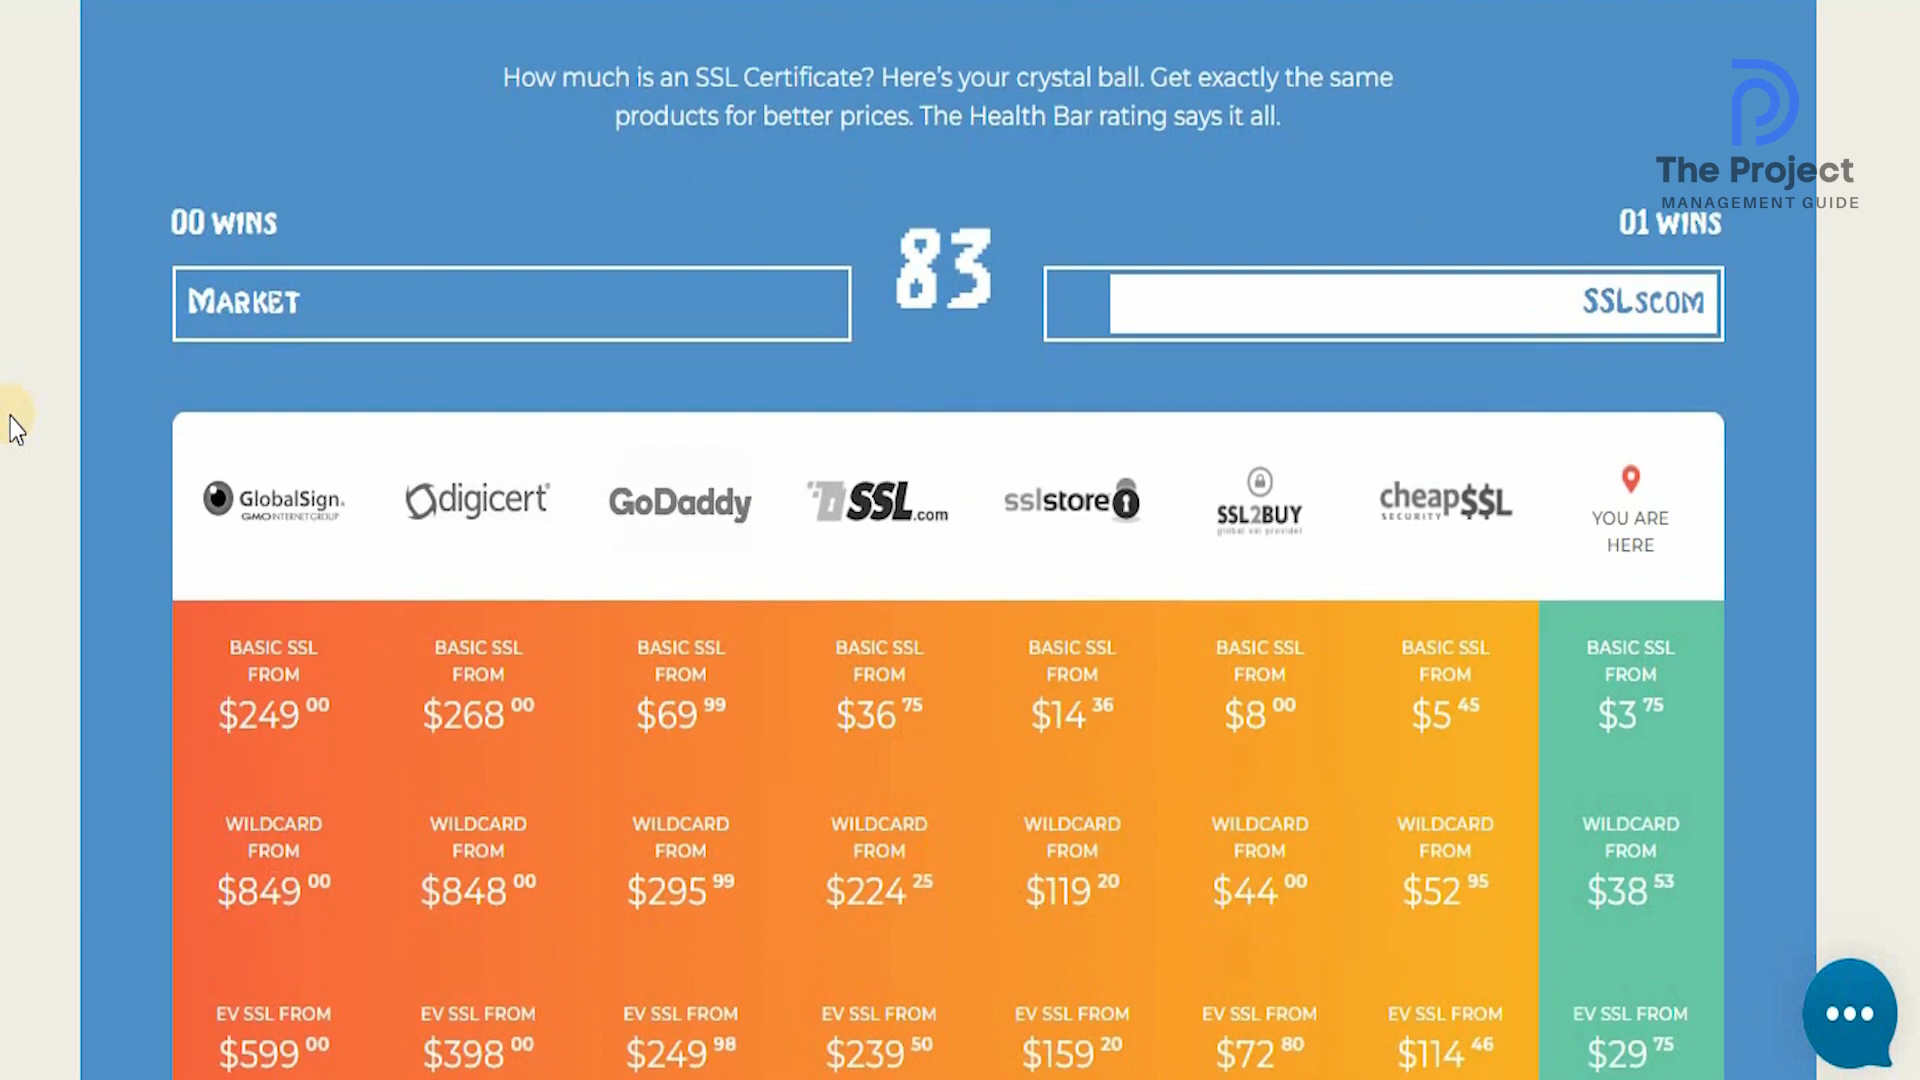 How much is an SSL Certificate? Here's your crystal ball. Get exactly the same
products for better prices. The Health Bar rating says it all.
The Project
MANAGEMENT GUIDE
00 WINS
83
01 WINS
MARKET
SSLSCOM
GlobalSign.
GMO INTERNET GROUP
digicert
GoDaddy
SSL.com
sslstore
SSL2BUY
global ssl provider
cheap$$L
SECURITY
YOU ARE
HERE
BASIC SSL FROM $249 00
BASIC SSL FROM $268 00
BASIC SSL FROM $69 99
BASIC SSL FROM $36 75
BASIC SSL FROM $14 36
BASIC SSL FROM $8 00
BASIC SSL FROM $5 45
BASIC SSL FROM $3 75
WILDCARD FROM $849 00
WILDCARD FROM $848 00
WILDCARD FROM $295 99
WILDCARD FROM $224 25
WILDCARD FROM $119 20
WILDCARD FROM $44 00
WILDCARD FROM $52 95
WILDCARD FROM $38 53
EV SSL FROM $599 00
EV SSL FROM $398 00
EV SSL FROM $249 98
EV SSL FROM $239 50
EV SSL FROM $159 20
EV SSL FROM $72 80
EV SSL FROM $114 46
EV SSL FROM $29 75